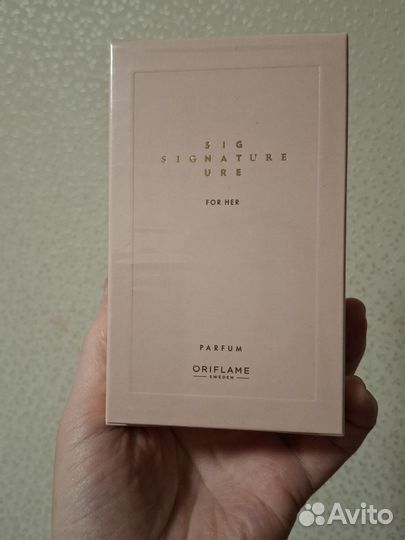 SIG
SIGNATURE
URE
FOR HER
PARFUM
ORIFLAME
SWEDEN
Avito